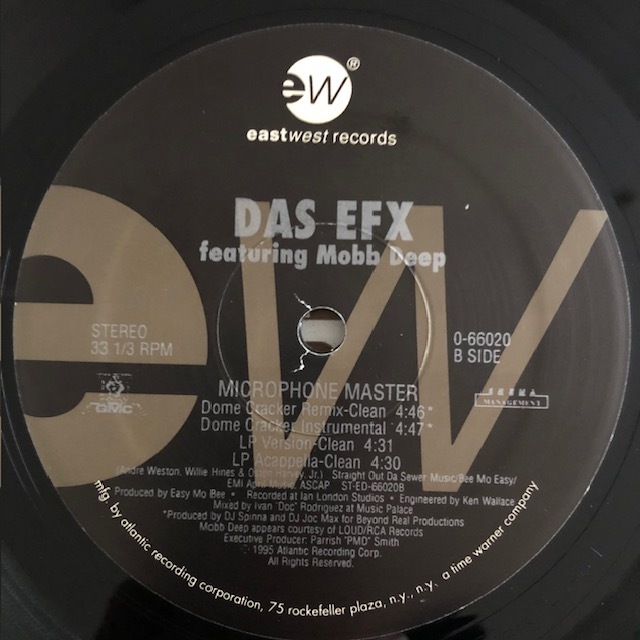 ew®
eastwest records
ew
DAS EFX
featuring Mobb Deep
STEREO
33 1/3 RPM
0-66020
B SIDE
MICROPHONE MASTER
Dome Cracker Remix-Clean 4:46*
Dome Cracker Instrumental 4:47*
LP Version-Clean 4:31
LP Acappella-Clean 4:30
(Andre Weston, Willie Hines & Osten Harvey, Jr.) Straight Out Da Sewer Music/Bee Mo Easy/
EMI April Music ASCAP ST-ED-66020B
Produced by Easy Mo Bee • Recorded at Ian London Studios • Engineered by Ken Wallace
Mixed by Ivan "Doc" Rodriguez at Music Palace
*Produced by DJ Spinna and DJ Joc Max for Beyond Real Productions
Mobb Deep appears courtesy of LOUD/RCA Records
Executive Producer: Parrish "PMD" Smith
©1995 Atlantic Recording Corp.
All Rights Reserved.
MANAGEMENT
mfg. by atlantic recording corporation, 75 rockefeller plaza, n.y., n.y. a time warner company